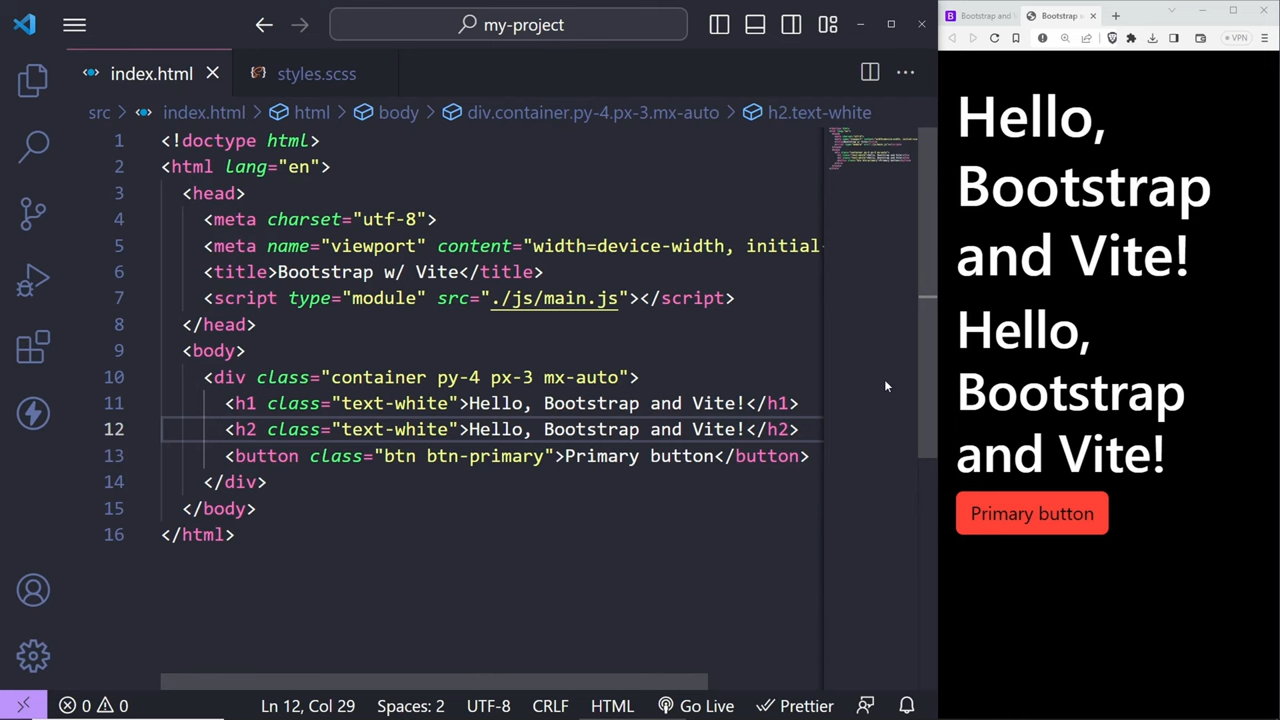 my-project
index.html
styles.scss
src > index.html > html > body > div.container.py-4.px-3.mx-auto > h2.text-white
1 <!doctype html>
2 <html lang="en">
3 <head>
4 <meta charset="utf-8">
5 <meta name="viewport" content="width=device-width, initial-
6 <title>Bootstrap w/ Vite</title>
7 <script type="module" src="./js/main.js"></script>
8 </head>
9 <body>
10 <div class="container py-4 px-3 mx-auto">
11 <h1 class="text-white">Hello, Bootstrap and Vite!</h1>
12 <h2 class="text-white">Hello, Bootstrap and Vite!</h2>
13 <button class="btn btn-primary">Primary button</button>
14 </div>
15 </body>
16 </html>
0 0 Ln 12, Col 29 Spaces: 2 UTF-8 CRLF HTML Go Live Prettier
Bootstrap and
Bootstrap
VPN
Hello,
Bootstrap
and Vite!
Hello,
Bootstrap
and Vite!
Primary button